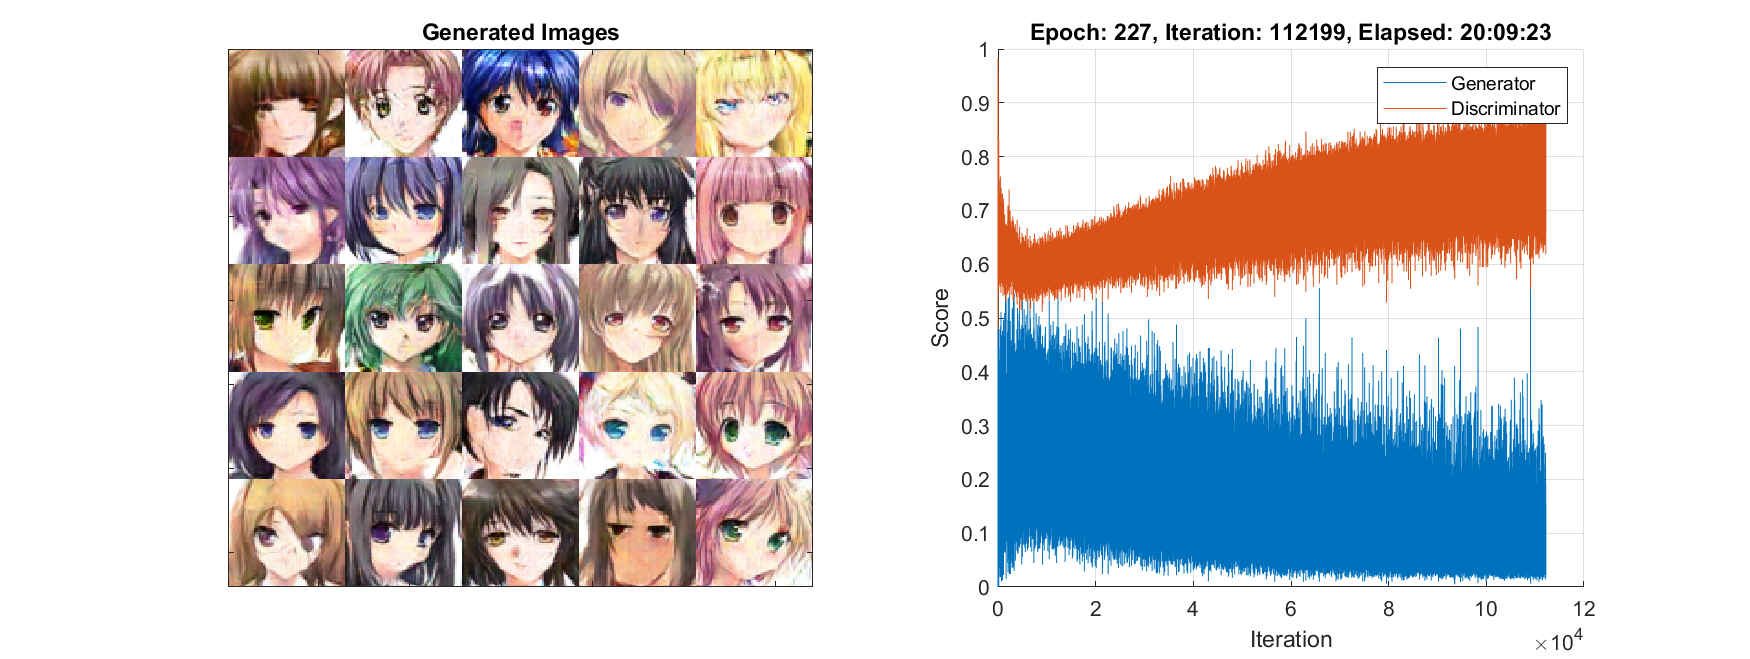 Generated Images
Epoch: 227, Iteration: 112199, Elapsed: 20:09:23
Generator
Discriminator
1
0.9
0.8
0.7
0.6
0.5
0.4
0.3
0.2
0.1
0
Score
0 2 4 6 8 10 12
×10⁴
Iteration